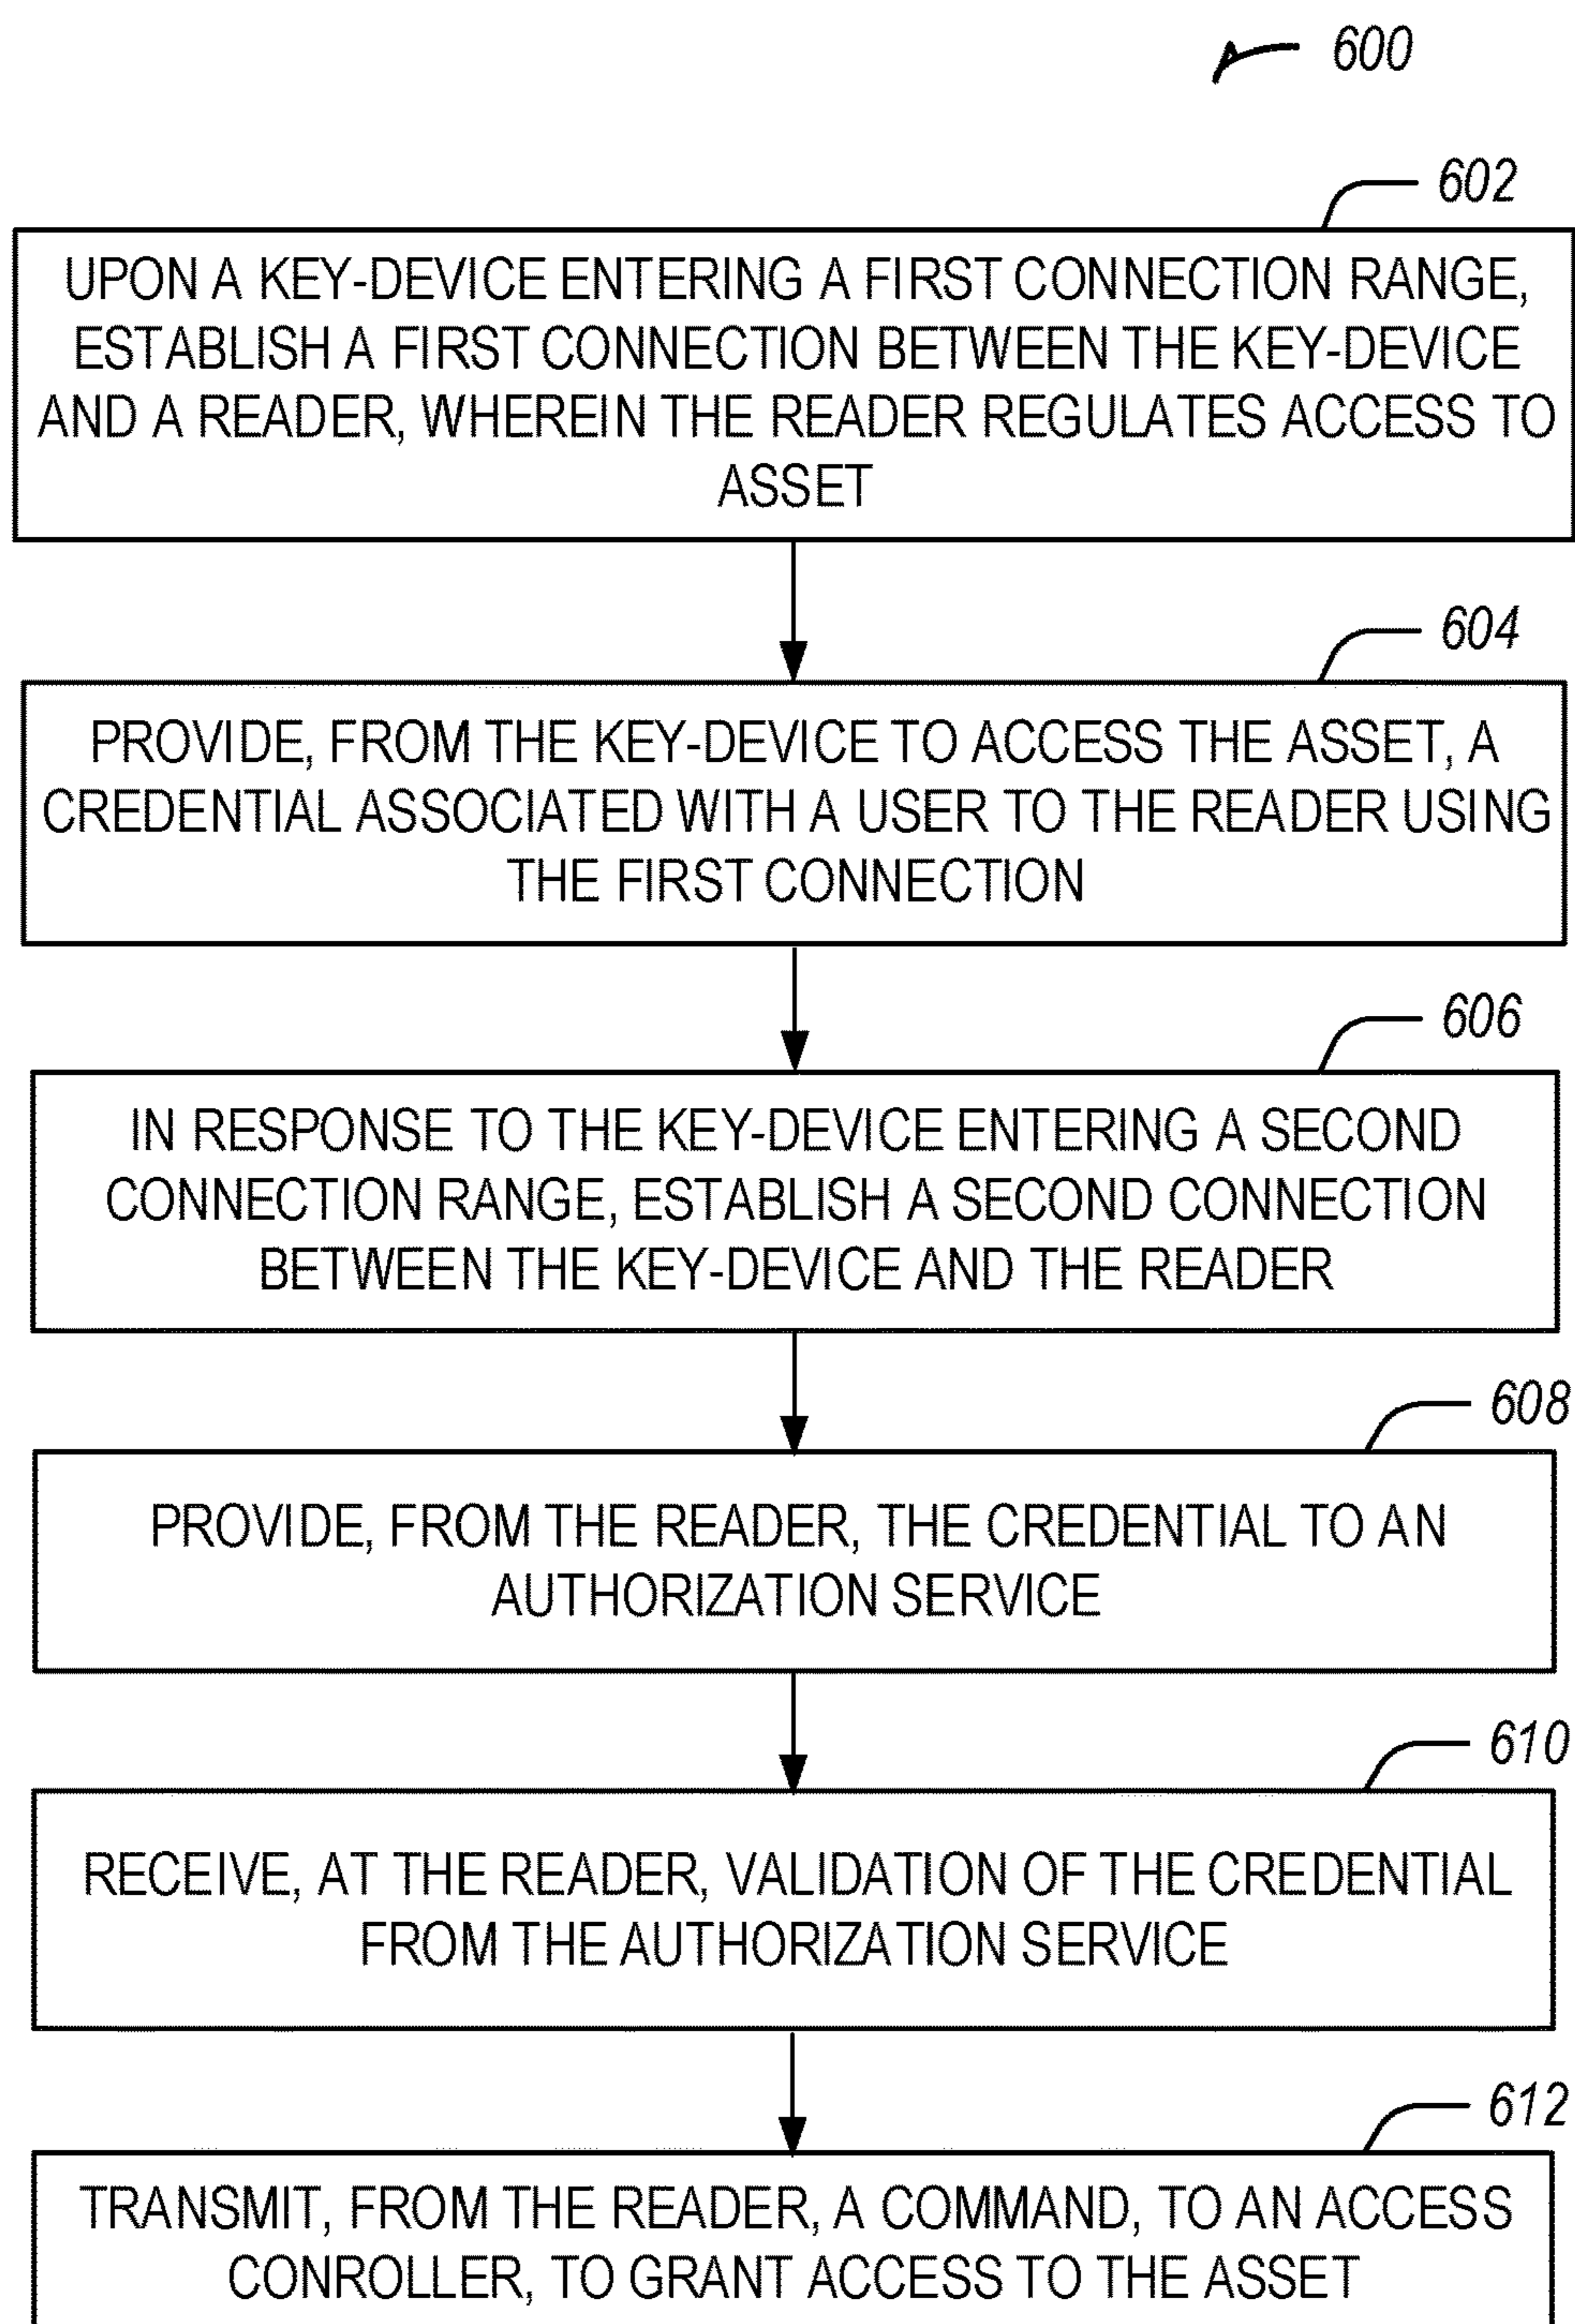 600
602
UPON A KEY-DEVICE ENTERING A FIRST CONNECTION RANGE,
ESTABLISH A FIRST CONNECTION BETWEEN THE KEY-DEVICE
AND A READER, WHEREIN THE READER REGULATES ACCESS TO
ASSET
604
PROVIDE, FROM THE KEY-DEVICE TO ACCESS THE ASSET, A
CREDENTIAL ASSOCIATED WITH A USER TO THE READER USING
THE FIRST CONNECTION
606
IN RESPONSE TO THE KEY-DEVICE ENTERING A SECOND
CONNECTION RANGE, ESTABLISH A SECOND CONNECTION
BETWEEN THE KEY-DEVICE AND THE READER
608
PROVIDE, FROM THE READER, THE CREDENTIAL TO AN
AUTHORIZATION SERVICE
610
RECEIVE, AT THE READER, VALIDATION OF THE CREDENTIAL
FROM THE AUTHORIZATION SERVICE
612
TRANSMIT, FROM THE READER, A COMMAND, TO AN ACCESS
CONROLLER, TO GRANT ACCESS TO THE ASSET